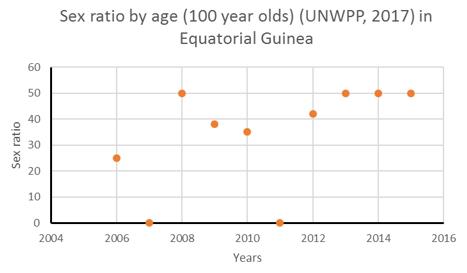 Sex ratio by age (100 year olds) (UNWPP, 2017) in
Equatorial Guinea
60
50
40
30
20
10
0
2004 2006 2008 2010 2012 2014 2016
Sex ratio
Years